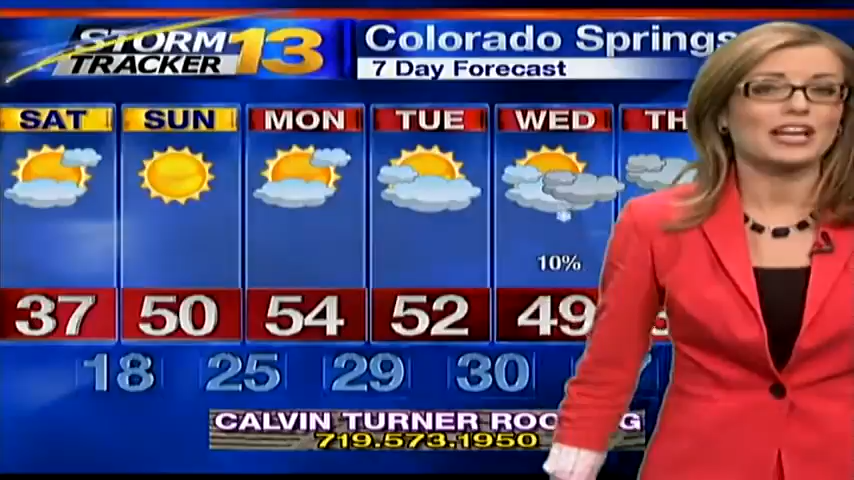 STORM
TRACKER 13
Colorado Springs
7 Day Forecast
SAT SUN MON TUE WED TH
10%
37 50 54 52 49
18 25 29 30
CALVIN TURNER
719.573.1950